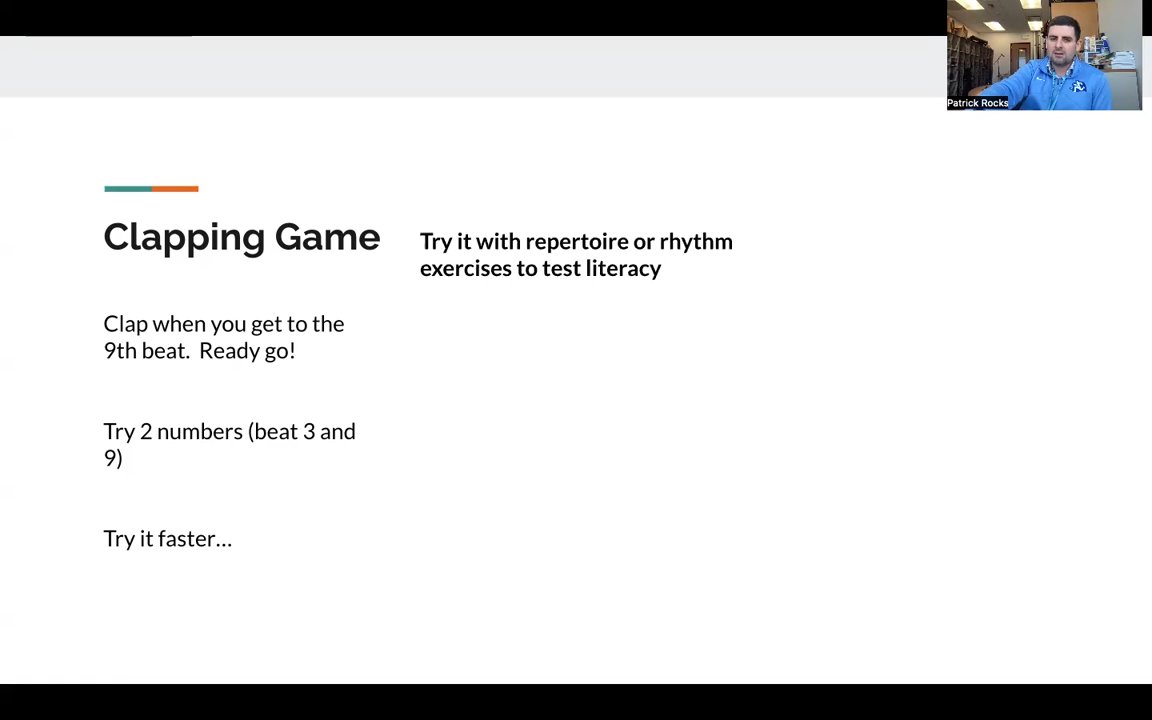 Patrick Rocks
Clapping Game
Try it with repertoire or rhythm
exercises to test literacy
Clap when you get to the
9th beat.  Ready go!
Try 2 numbers (beat 3 and
9)
Try it faster...